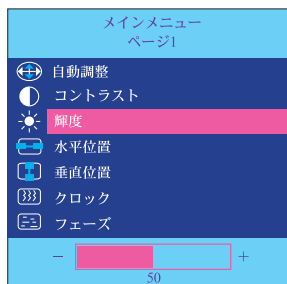 メインメニュー
ページ1
自動調整
コントラスト
輝度
水平位置
垂直位置
クロック
フェーズ
− +
50